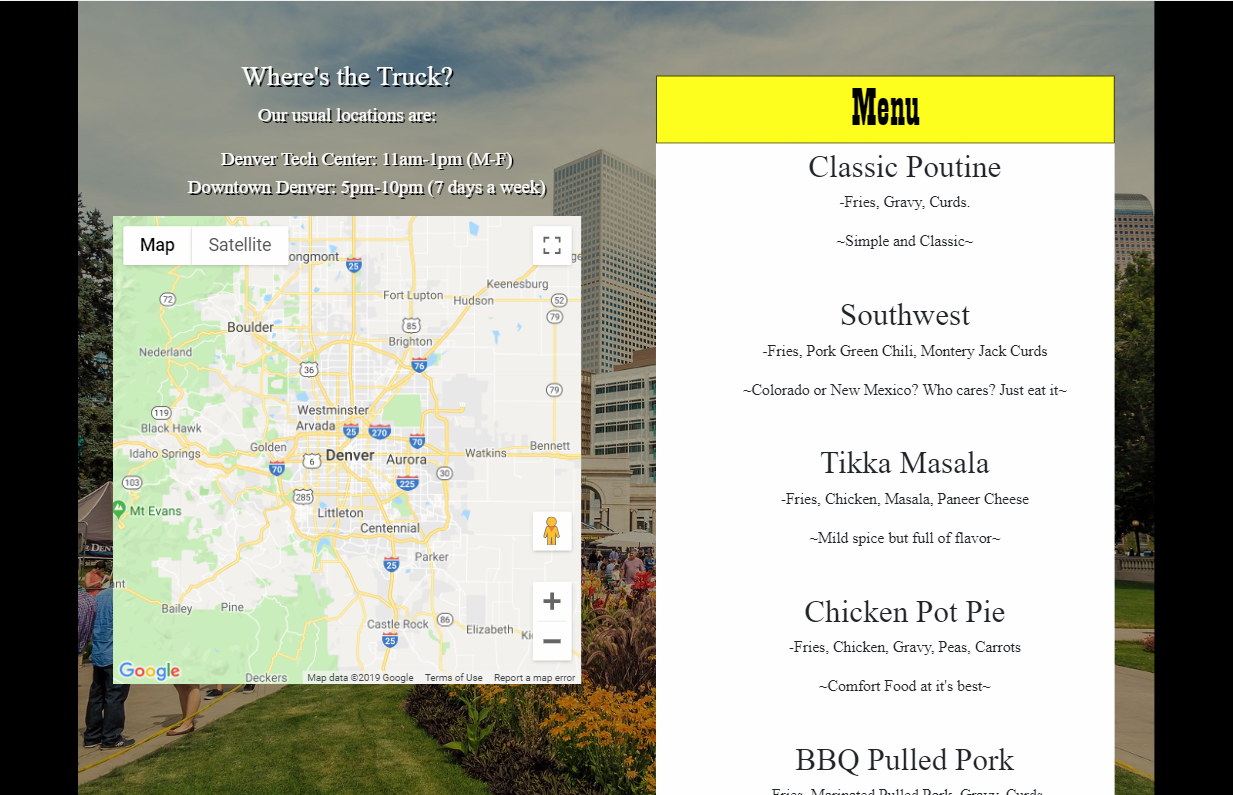 Where's the Truck?
Our usual locations are:
Denver Tech Center: 11am-1pm (M-F)
Downtown Denver: 5pm-10pm (7 days a week)
Map Satellite
ongmont
25
Keenesburg
72
Fort Lupton
Hudson
52
79
Boulder
85
Brighton
Nederland
36
76
79
119
Westminster
Black Hawk
Arvada
25
270
70
Golden
Bennett
Idaho Springs
70
6
Denver
Aurora
Watkins
30
103
285
225
Mt Evans
Littleton
Centennial
25
Parker
Bailey
Pine
Castle Rock
86
Elizabeth
25
Deckers
Google
Map data ©2019 Google
Terms of Use
Report a map error
Menu
Classic Poutine
-Fries, Gravy, Curds.
~Simple and Classic~
Southwest
-Fries, Pork Green Chili, Montery Jack Curds
~Colorado or New Mexico? Who cares? Just eat it~
Tikka Masala
-Fries, Chicken, Masala, Paneer Cheese
~Mild spice but full of flavor~
Chicken Pot Pie
-Fries, Chicken, Gravy, Peas, Carrots
~Comfort Food at it's best~
BBQ Pulled Pork
-Fries, Marinated Pulled Pork, Gravy, Curds